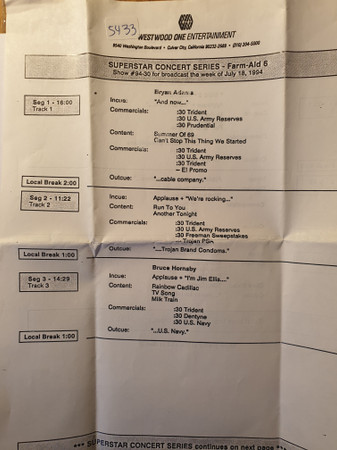 5433
WESTWOOD ONE ENTERTAINMENT
9540 Washington Boulevard • Culver City, California 90232-2689 • (310) 204-5000
SUPERSTAR CONCERT SERIES - Farm-Aid 6
Show #94-30 for broadcast the week of July 18, 1994
Bryan Adams
Seg 1 - 18:00
Track 1
Incue: "And now..."
Commercials: :30 Trident
:30 U.S. Army Reserves
:30 Prudential
Content: Summer Of 69
Can't Stop This Thing We Started
Commercials: :30 Trident
:30 U.S. Army Reserves
:30 Trident
- El Promo
Local Break 2:00
Outcue: "...cable company."
Seg 2 - 11:22
Track 2
Incue: Applause + "We're rocking..."
Content: Run To You
Another Tonight
Commercials: :30 Trident
:30 U.S. Army Reserves
:30 Freeman Sweepstakes
- Trojan PSA
Local Break 1:00
Outcue: "...Trojan Brand Condoms."
Bruce Hornsby
Seg 3 - 14:29
Track 3
Incue: Applause + "I'm Jim Ellis..."
Content: Rainbow Cadillac
TV Song
Milk Train
Commercials: :30 Trident
:30 Dentyne
:30 U.S. Navy
Local Break 1:00
Outcue: "...U.S. Navy."
*** SUPERSTAR CONCERT SERIES continues on next page ***